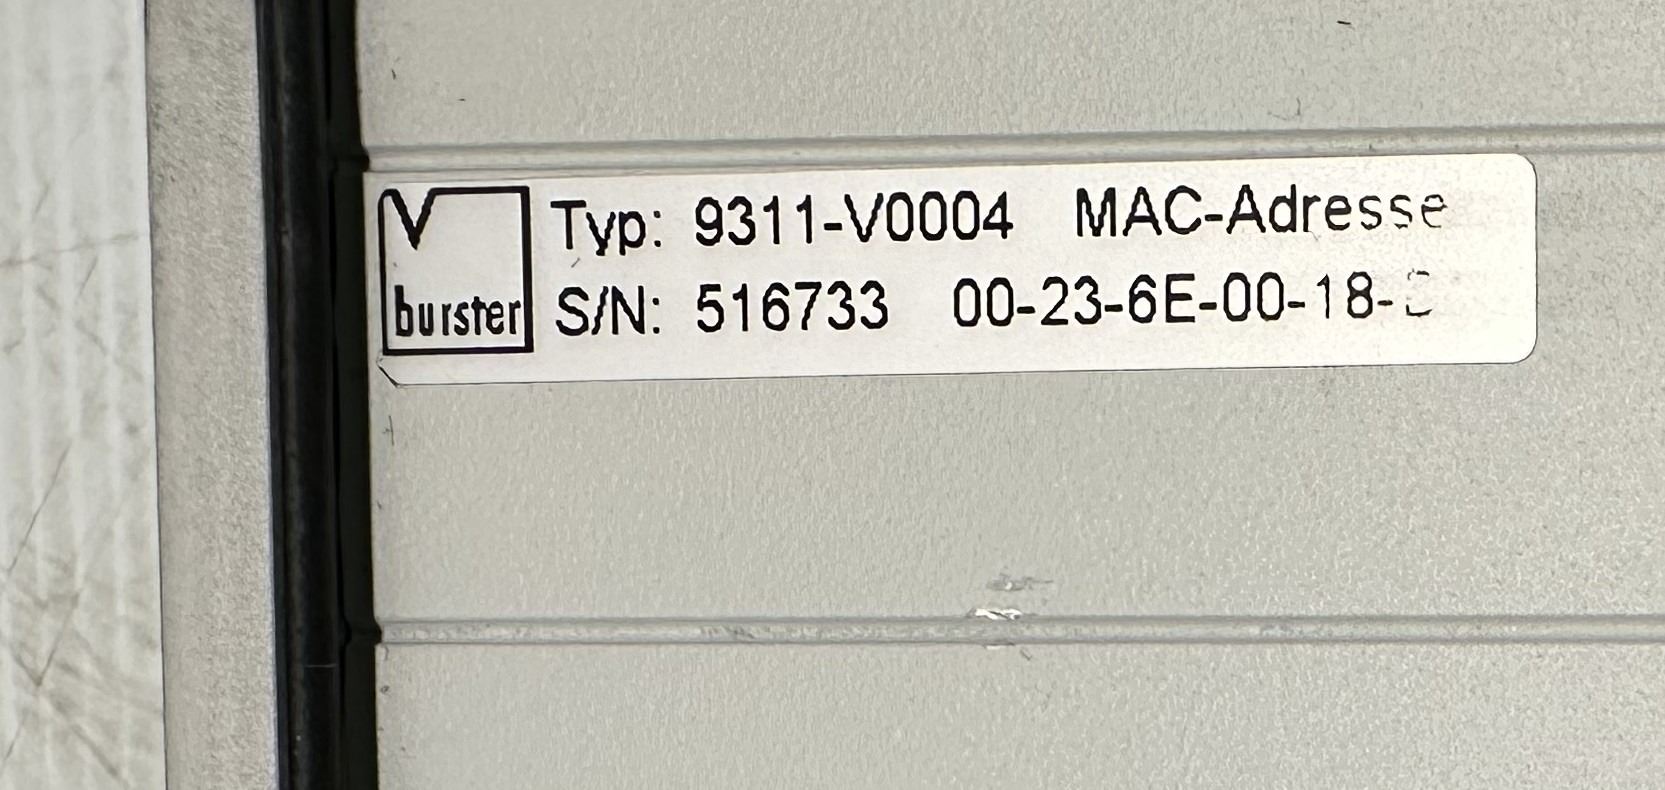 burster
Typ: 9311-V0004 MAC-Adresse
S/N: 516733 00-23-6E-00-18-